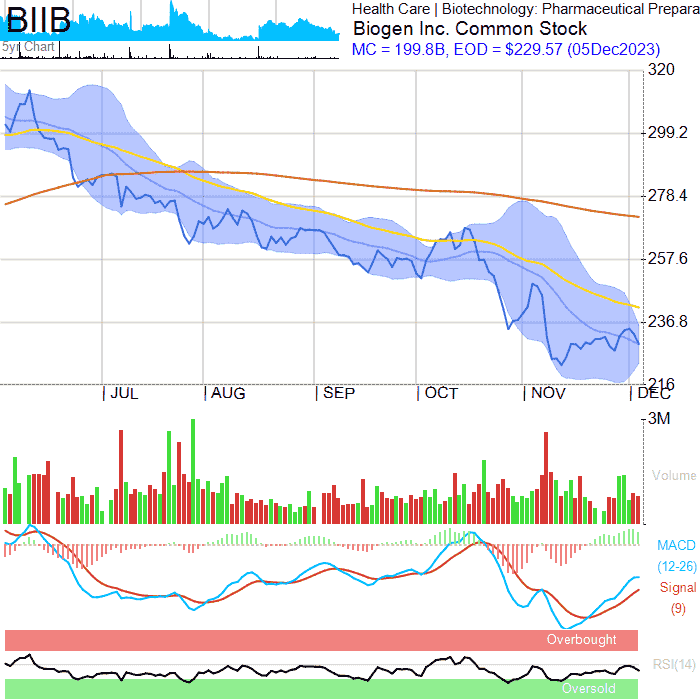 BIIB
5yr Chart
Health Care | Biotechnology: Pharmaceutical Prepara
Biogen Inc. Common Stock
MC = 199.8B, EOD = $229.57 (05Dec2023)
320
299.2
278.4
257.6
236.8
216
JUL AUG SEP OCT NOV DEC
3M
Volume
MACD
(12-26)
Signal
(9)
Overbought
RSI(14)
Oversold